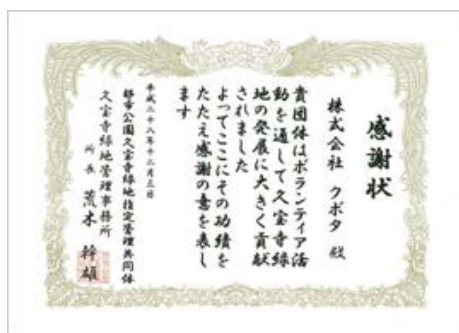 感謝状
株式会社 クボタ 殿
貴団体はボランティア活
動を通して久宝寺緑
地の発展に大きく貢献
されました
よってここにその功績を
たたえ感謝の意を表し
ます
平成二十八年十二月三日
都市公園久宝寺緑地指定管理共同体
久宝寺緑地管理事務所
所長 荒木 幹雄